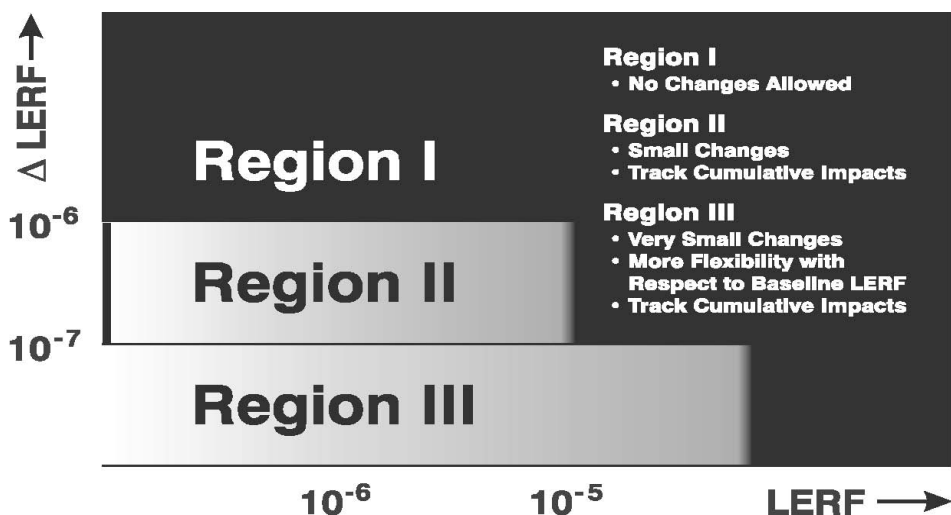 Δ LERF→
Region I
• No Changes Allowed
Region II
• Small Changes
• Track Cumulative Impacts
Region III
• Very Small Changes
• More Flexibility with
Respect to Baseline LERF
• Track Cumulative Impacts
Region I
10⁻⁶
Region II
10⁻⁷
Region III
10⁻⁶
10⁻⁵
LERF→